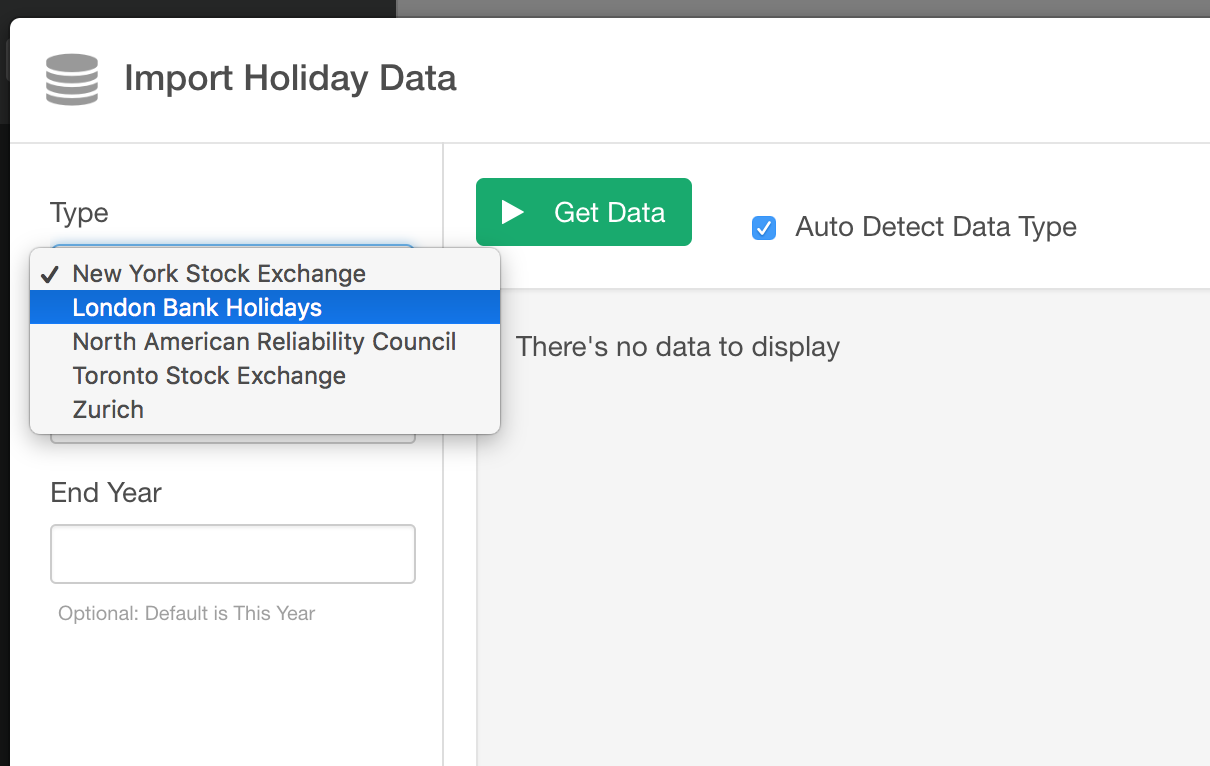 Import Holiday Data
Type
New York Stock Exchange
London Bank Holidays
North American Reliability Council
Toronto Stock Exchange
Zurich
End Year
Optional: Default is This Year
Get Data
Auto Detect Data Type
There's no data to display